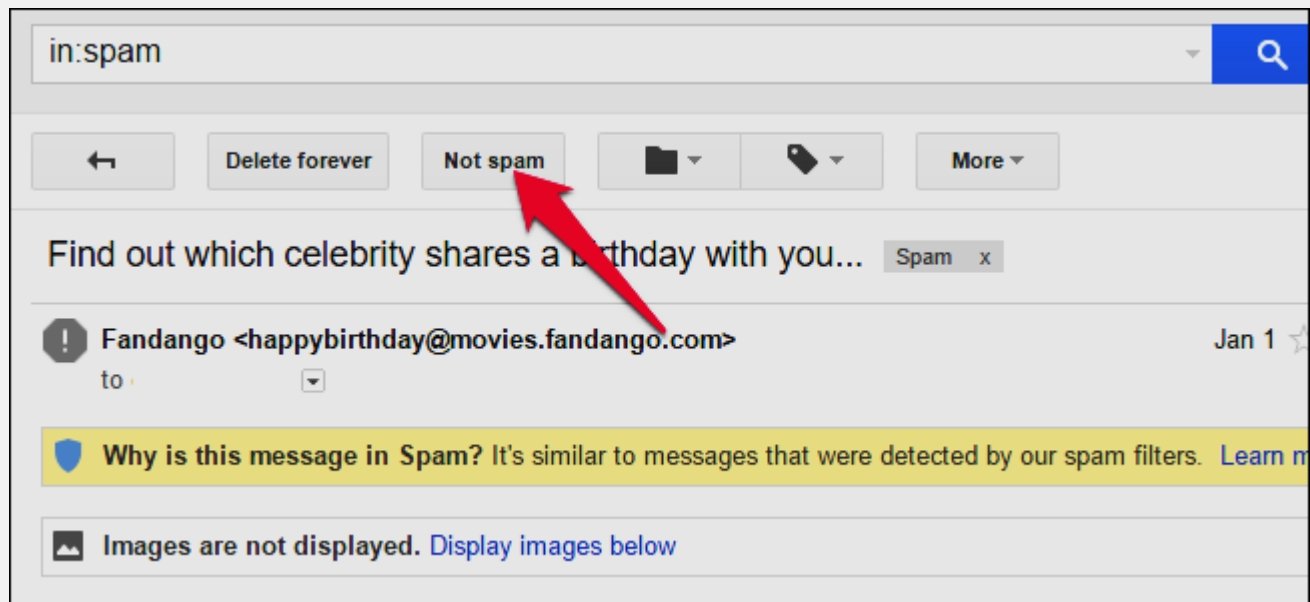 in:spam
Delete forever Not spam More
Find out which celebrity shares a birthday with you... Spam x
Fandango <happybirthday@movies.fandango.com> Jan 1
to
Why is this message in Spam? It's similar to messages that were detected by our spam filters. Learn
Images are not displayed. Display images below